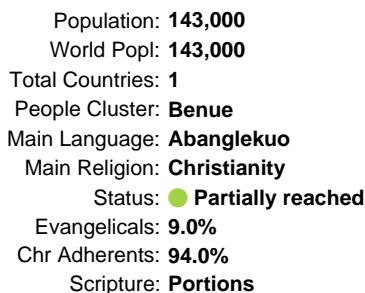 Population: 143,000
World Popl: 143,000
Total Countries: 1
People Cluster: Benue
Main Language: Abanglekuo
Main Religion: Christianity
Status: Partially reached
Evangelicals: 9.0%
Chr Adherents: 94.0%
Scripture: Portions